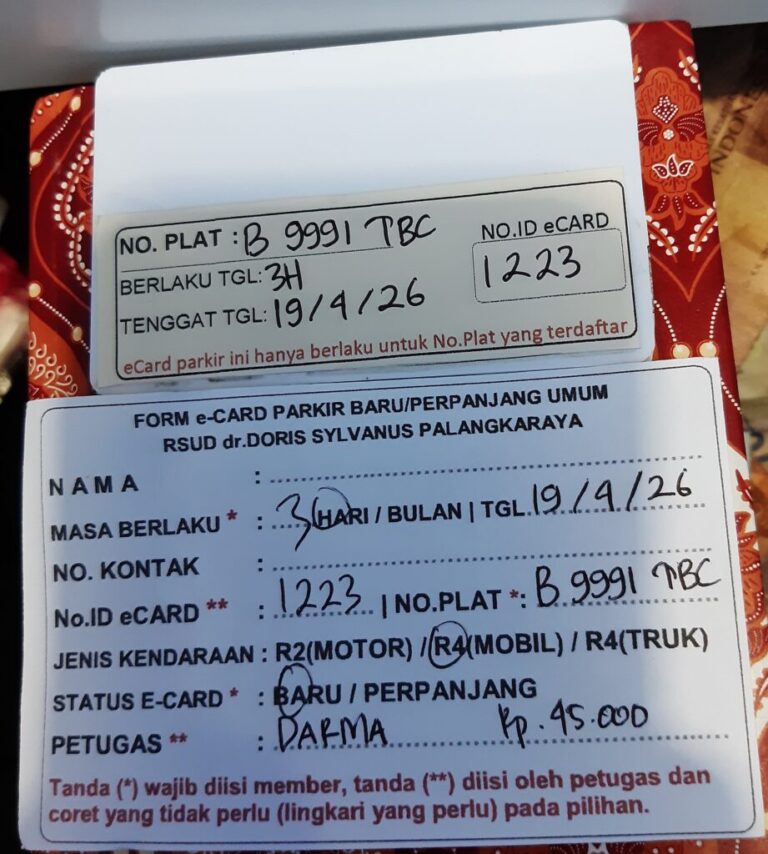 NO. PLAT : B 9991 TBC
NO.ID eCARD
BERLAKU TGL: 3H
1223
TENGGAT TGL: 19/4/26
eCard parkir ini hanya berlaku untuk No.Plat yang terdaftar
FORM e-CARD PARKIR BARU/PERPANJANG UMUM
RSUD dr.DORIS SYLVANUS PALANGKARAYA
NAMA :
MASA BERLAKU * : 3 HARI / BULAN | TGL. 19/4/26
NO. KONTAK :
No.ID eCARD ** : 1223 | NO.PLAT *: B 9991 TBC
JENIS KENDARAAN : R2(MOTOR) / R4(MOBIL) / R4(TRUK)
STATUS E-CARD * : BARU / PERPANJANG
PETUGAS ** : DARMA Rp. 45.000
Tanda (*) wajib diisi member, tanda (**) diisi oleh petugas dan
coret yang tidak perlu (lingkari yang perlu) pada pilihan.